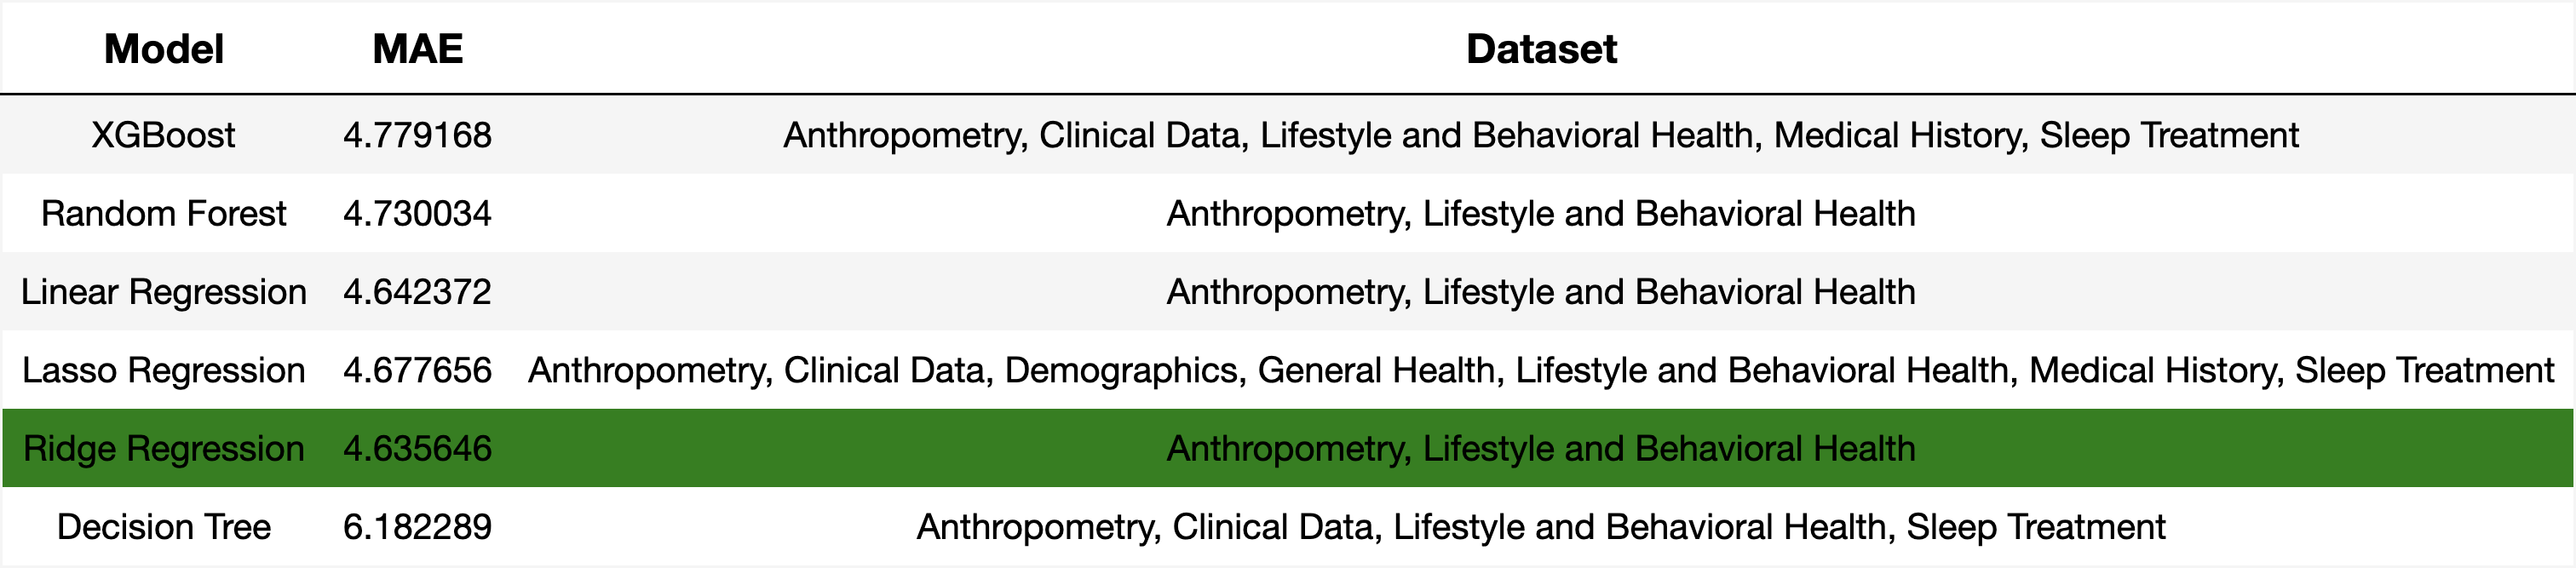 Model MAE Dataset
XGBoost 4.779168 Anthropometry, Clinical Data, Lifestyle and Behavioral Health, Medical History, Sleep Treatment
Random Forest 4.730034 Anthropometry, Lifestyle and Behavioral Health
Linear Regression 4.642372 Anthropometry, Lifestyle and Behavioral Health
Lasso Regression 4.677656 Anthropometry, Clinical Data, Demographics, General Health, Lifestyle and Behavioral Health, Medical History, Sleep Treatment
Ridge Regression 4.635646 Anthropometry, Lifestyle and Behavioral Health
Decision Tree 6.182289 Anthropometry, Clinical Data, Lifestyle and Behavioral Health, Sleep Treatment